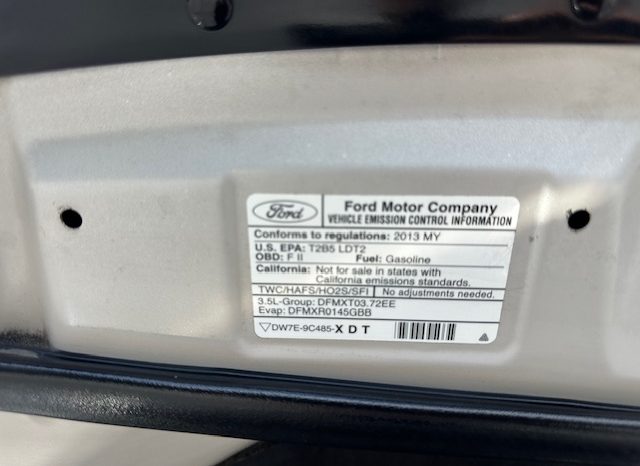 Ford
Ford Motor Company
VEHICLE EMISSION CONTROL INFORMATION
Conforms to regulations: 2013 MY
U.S. EPA: T2B5 LDT2
OBD: F II Fuel: Gasoline
California: Not for sale in states with
California emissions standards.
TWC/HAFS/HO2S/SFI No adjustments needed.
3.5L-Group: DFMXT03.72EE
Evap: DFMXR0145GBB
DW7E-9C485-XDT